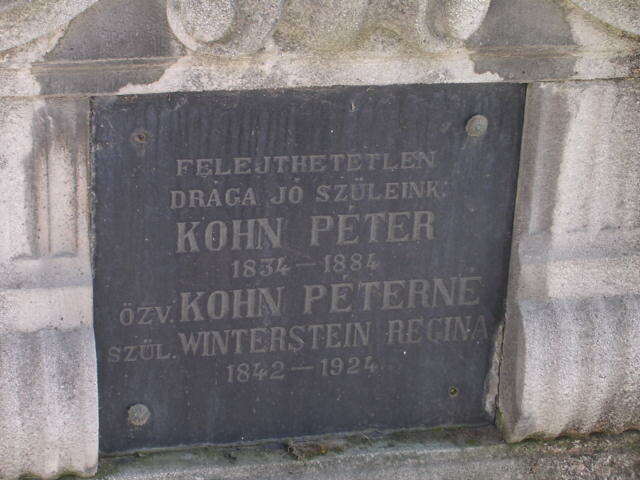 FELEJTHETETLEN
DRÁGA JÓ SZÜLEINK:
KOHN PÉTER
1834—1884
ÖZV. KOHN PÉTERNÉ
SZÜL. WINTERSTEIN REGINA
1842—1924